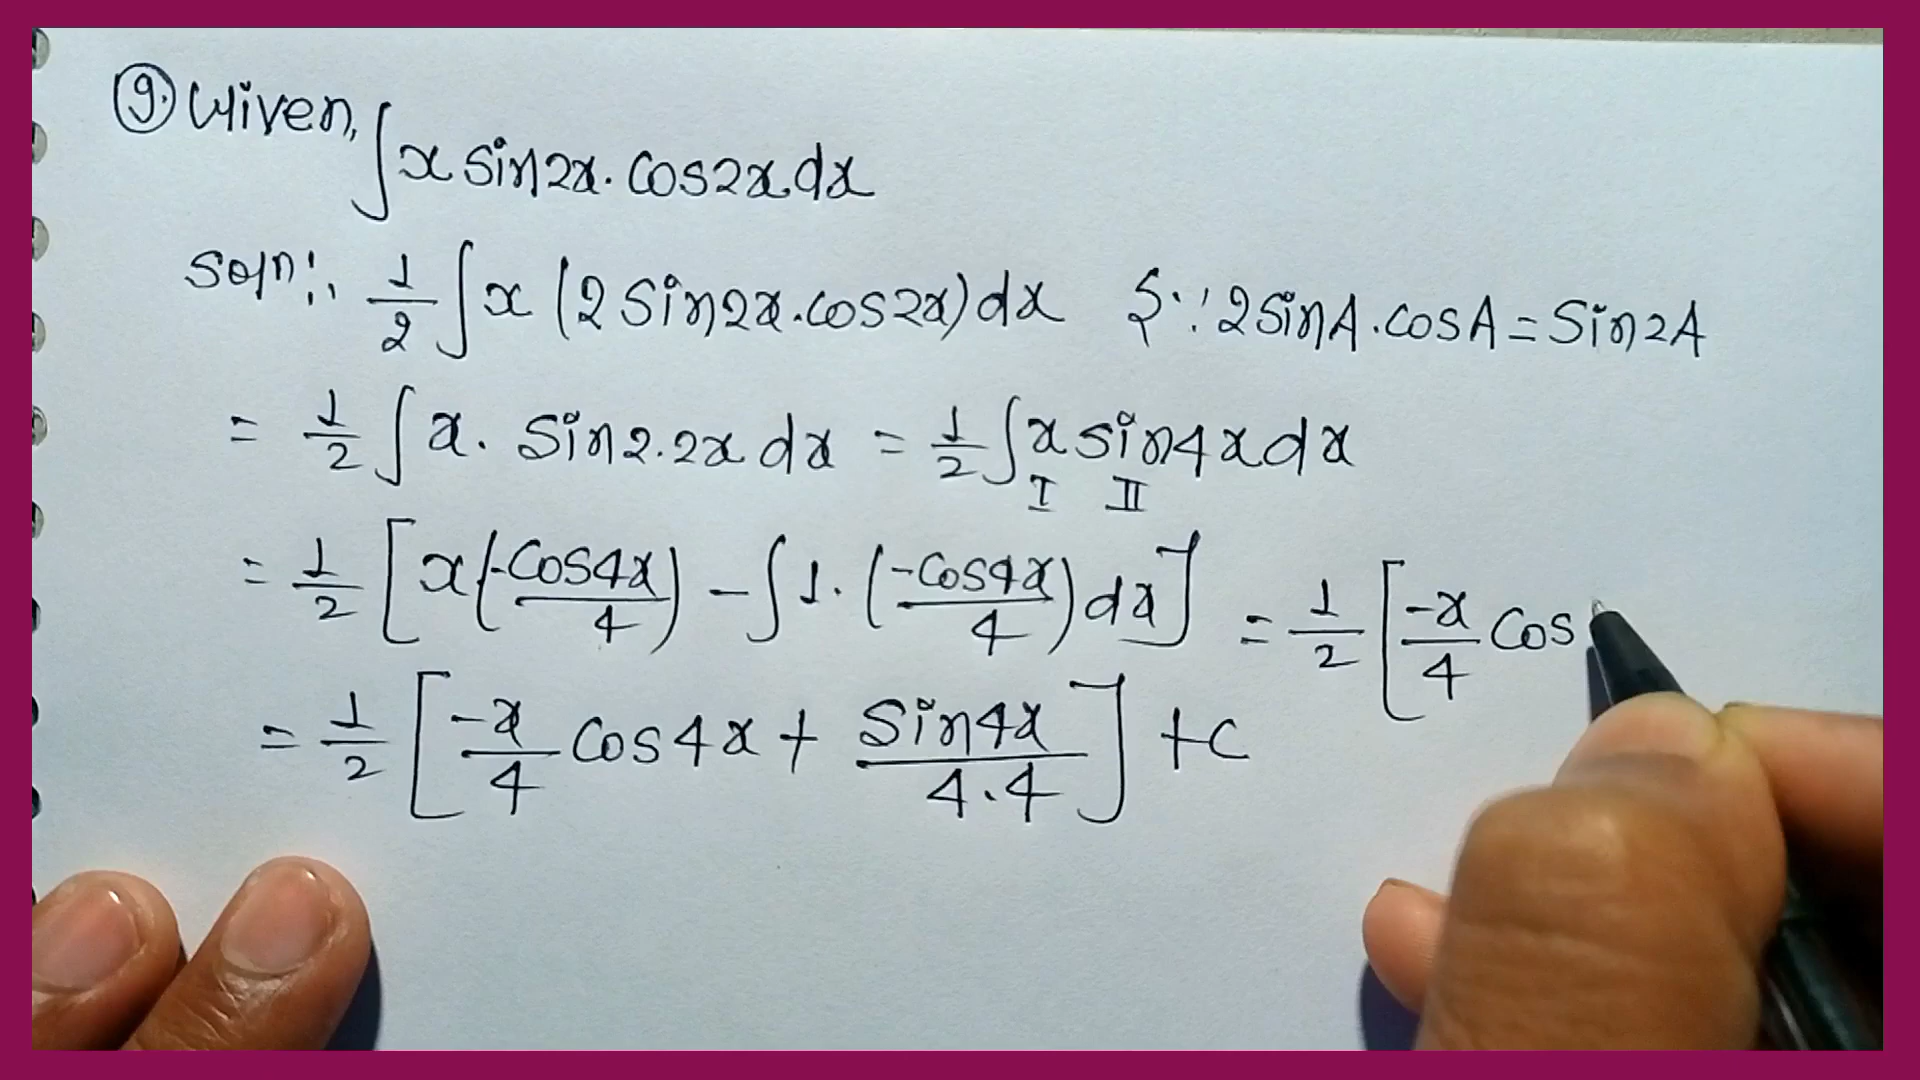 9. Given, ∫x sin2x. cos2x dx
Soln:. 1/2 ∫x (2 sin2x.cos2x)dx {∵ 2sinA.cosA = sin2A
= 1/2 ∫x. sin2.2x dx = 1/2 ∫x sin4x dx
I II
= 1/2 [x(-cos4x/4) - ∫1. (-cos4x/4) dx] = 1/2 [-x/4 cos
= 1/2 [-x/4 cos4x + sin4x/4.4] + c